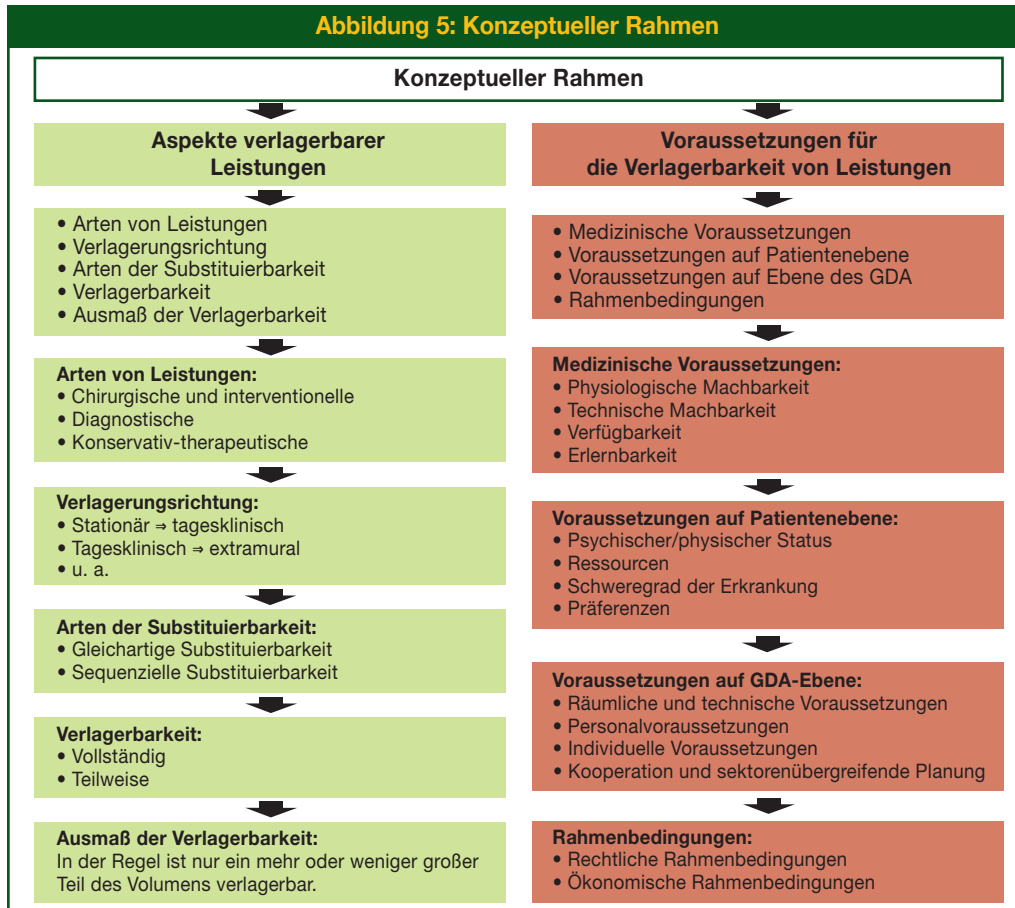 Abbildung 5: Konzeptueller Rahmen
Konzeptueller Rahmen
Aspekte verlagerbarer
Leistungen
• Arten von Leistungen
• Verlagerungsrichtung
• Arten der Substituierbarkeit
• Verlagerbarkeit
• Ausmaß der Verlagerbarkeit
Arten von Leistungen:
• Chirurgische und interventionelle
• Diagnostische
• Konservativ-therapeutische
Verlagerungsrichtung:
• Stationär ⇒ tagesklinisch
• Tagesklinisch ⇒ extramural
• u. a.
Arten der Substituierbarkeit:
• Gleichartige Substituierbarkeit
• Sequenzielle Substituierbarkeit
Verlagerbarkeit:
• Vollständig
• Teilweise
Ausmaß der Verlagerbarkeit:
In der Regel ist nur ein mehr oder weniger großer
Teil des Volumens verlagerbar.
Voraussetzungen für
die Verlagerbarkeit von Leistungen
• Medizinische Voraussetzungen
• Voraussetzungen auf Patientenebene
• Voraussetzungen auf Ebene des GDA
• Rahmenbedingungen
Medizinische Voraussetzungen:
• Physiologische Machbarkeit
• Technische Machbarkeit
• Verfügbarkeit
• Erlernbarkeit
Voraussetzungen auf Patientenebene:
• Psychischer/physischer Status
• Ressourcen
• Schweregrad der Erkrankung
• Präferenzen
Voraussetzungen auf GDA-Ebene:
• Räumliche und technische Voraussetzungen
• Personalvoraussetzungen
• Individuelle Voraussetzungen
• Kooperation und sektorenübergreifende Planung
Rahmenbedingungen:
• Rechtliche Rahmenbedingungen
• Ökonomische Rahmenbedingungen